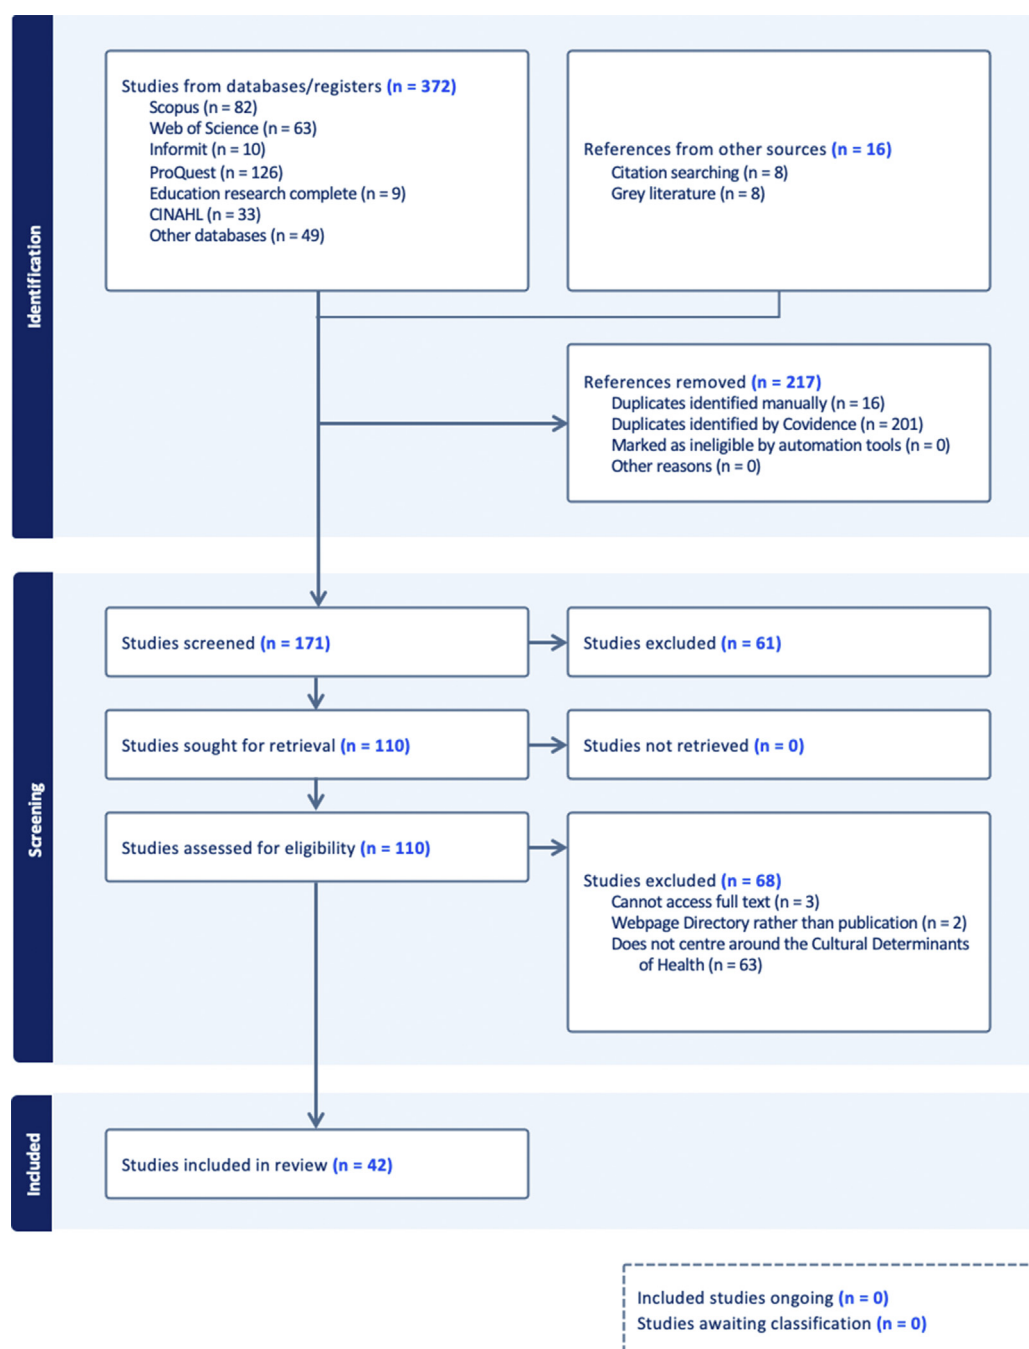 Identification
Studies from databases/registers (n = 372)
Scopus (n = 82)
Web of Science (n = 63)
Informit (n = 10)
ProQuest (n = 126)
Education research complete (n = 9)
CINAHL (n = 33)
Other databases (n = 49)
References from other sources (n = 16)
Citation searching (n = 8)
Grey literature (n = 8)
References removed (n = 217)
Duplicates identified manually (n = 16)
Duplicates identified by Covidence (n = 201)
Marked as ineligible by automation tools (n = 0)
Other reasons (n = 0)
Screening
Studies screened (n = 171)
Studies excluded (n = 61)
Studies sought for retrieval (n = 110)
Studies not retrieved (n = 0)
Studies assessed for eligibility (n = 110)
Studies excluded (n = 68)
Cannot access full text (n = 3)
Webpage Directory rather than publication (n = 2)
Does not centre around the Cultural Determinants
of Health (n = 63)
Included
Studies included in review (n = 42)
Included studies ongoing (n = 0)
Studies awaiting classification (n = 0)